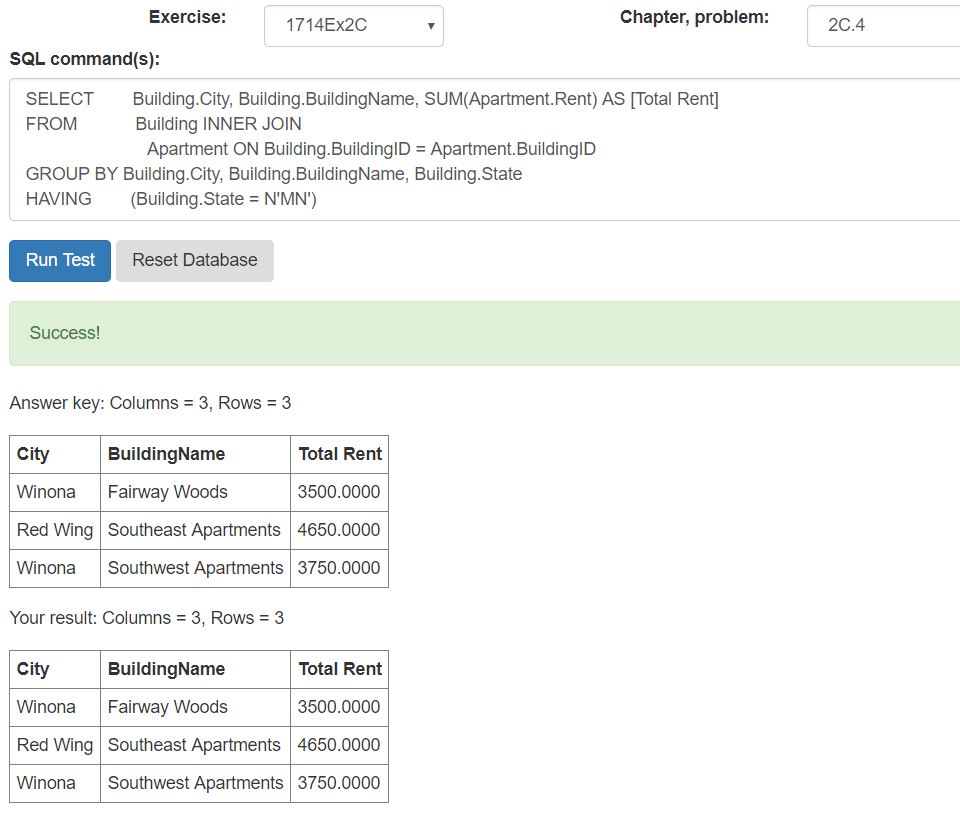 Exercise: 1714Ex2C Chapter, problem: 2C.4
SQL command(s):
SELECT Building.City, Building.BuildingName, SUM(Apartment.Rent) AS [Total Rent]
FROM Building INNER JOIN
Apartment ON Building.BuildingID = Apartment.BuildingID
GROUP BY Building.City, Building.BuildingName, Building.State
HAVING (Building.State = N'MN')
Run Test Reset Database
Success!
Answer key: Columns = 3, Rows = 3
City BuildingName Total Rent
Winona Fairway Woods 3500.0000
Red Wing Southeast Apartments 4650.0000
Winona Southwest Apartments 3750.0000
Your result: Columns = 3, Rows = 3
City BuildingName Total Rent
Winona Fairway Woods 3500.0000
Red Wing Southeast Apartments 4650.0000
Winona Southwest Apartments 3750.0000